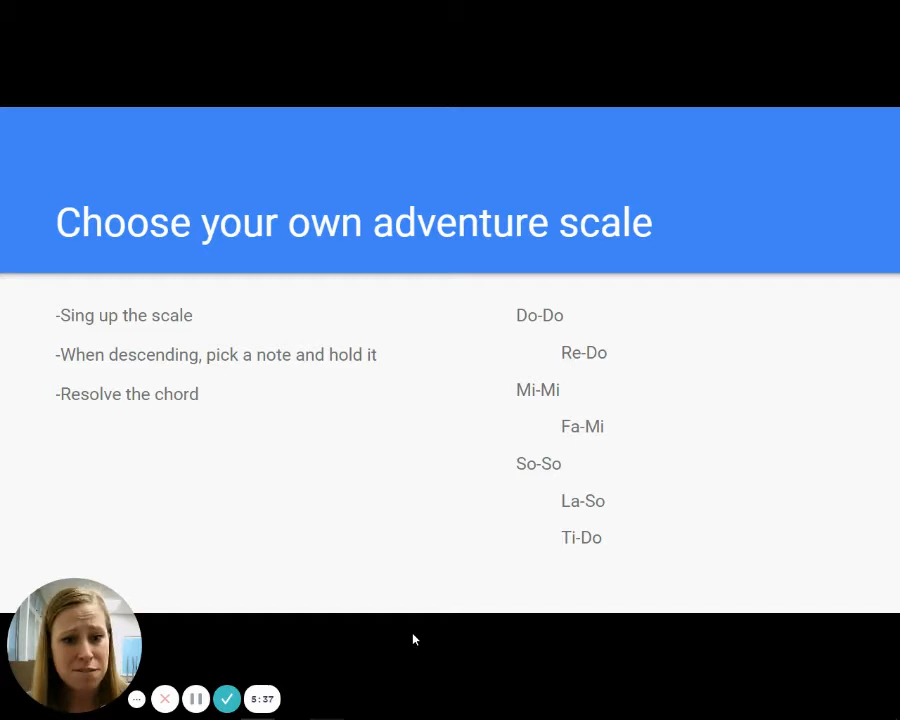 Choose your own adventure scale
-Sing up the scale
-When descending, pick a note and hold it
-Resolve the chord
Do-Do
Re-Do
Mi-Mi
Fa-Mi
So-So
La-So
Ti-Do
5:37